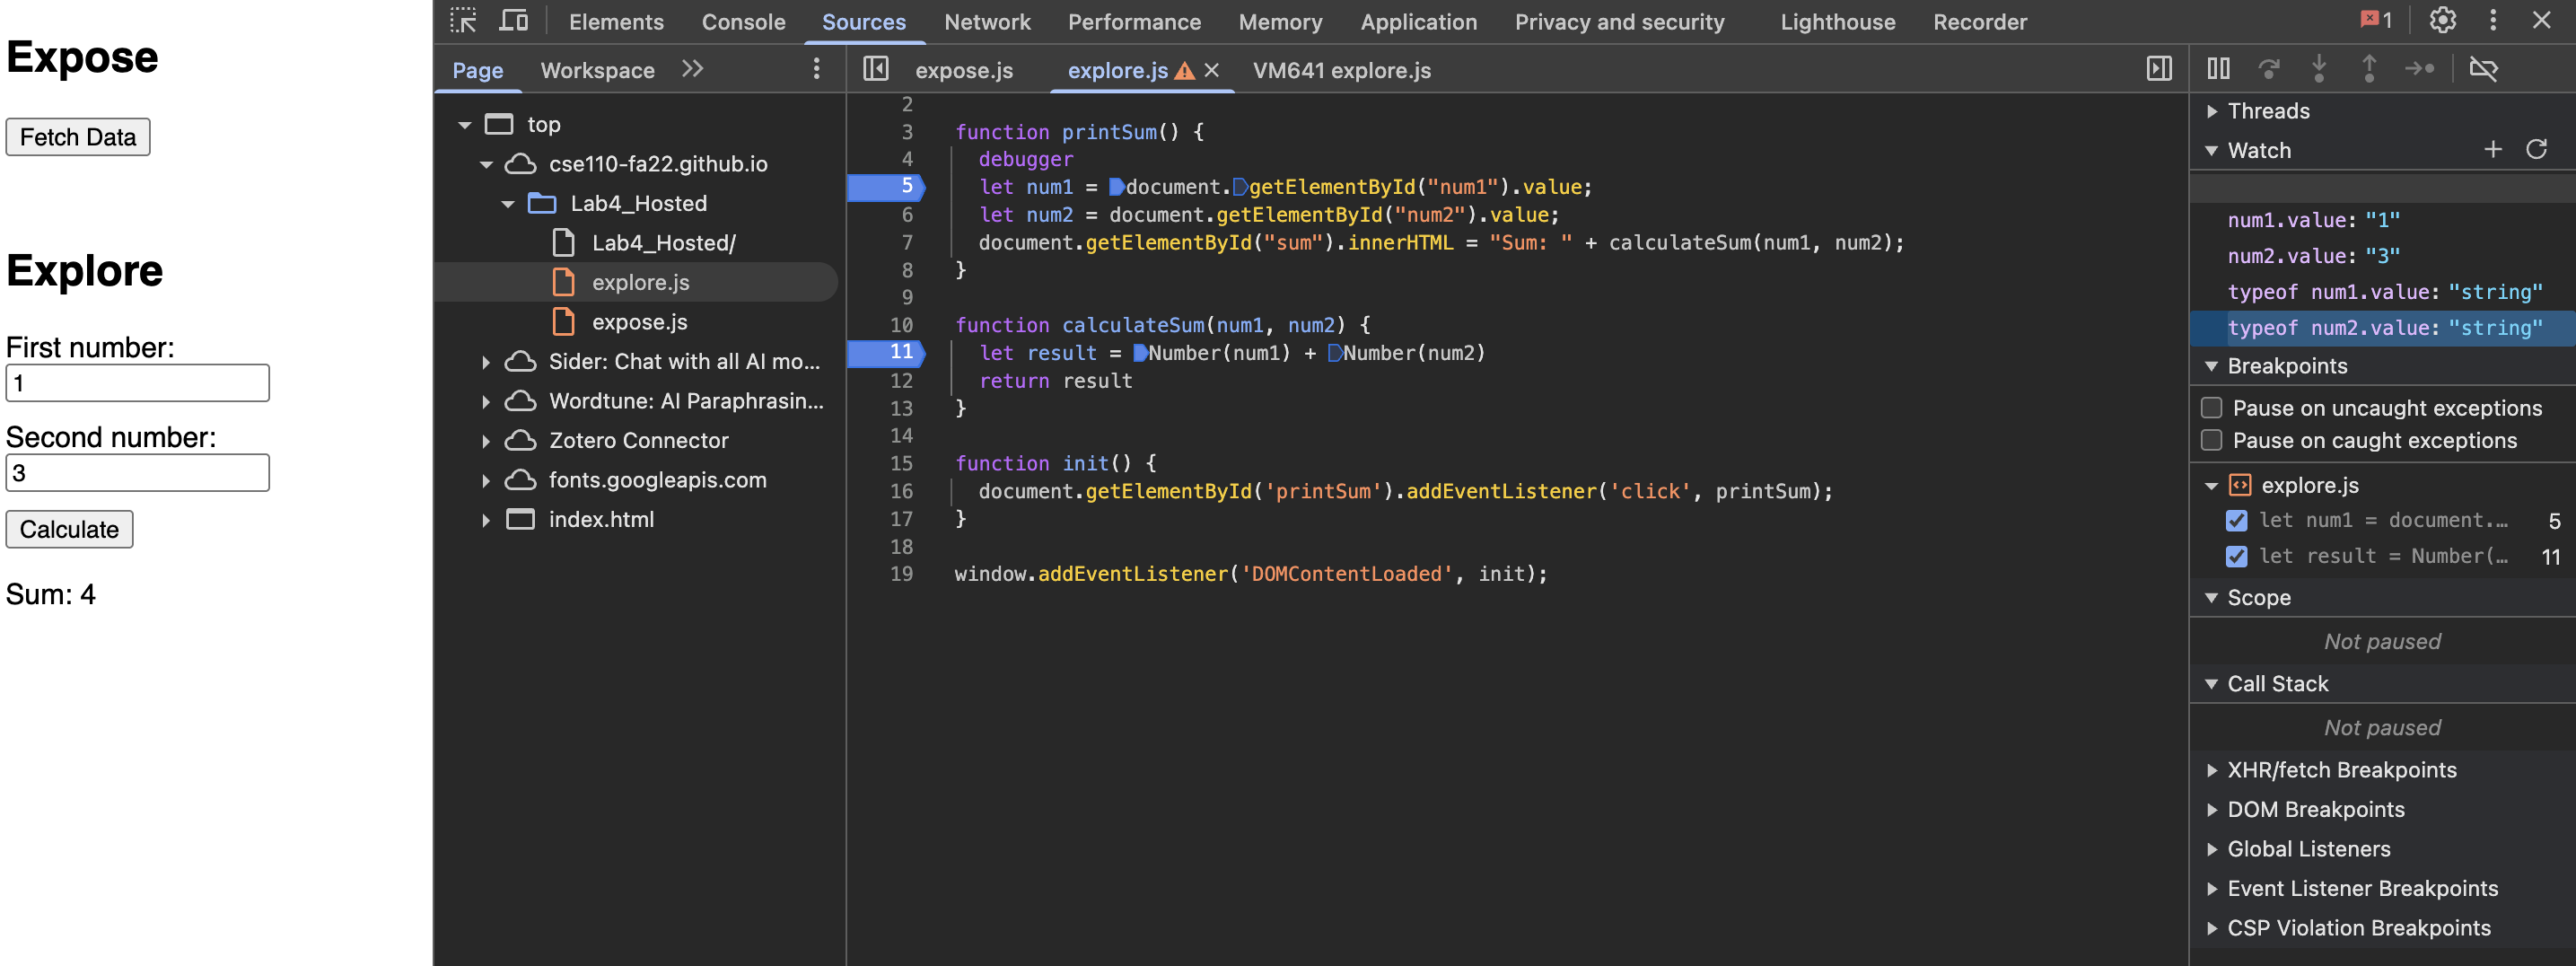 Expose
Fetch Data
Explore
First number:
1
Second number:
3
Calculate
Sum: 4
Elements Console Sources Network Performance Memory Application Privacy and security Lighthouse Recorder 1
Page Workspace
top
cse110-fa22.github.io
Lab4_Hosted
Lab4_Hosted/
explore.js
expose.js
Sider: Chat with all AI mo...
Wordtune: AI Paraphrasin...
Zotero Connector
fonts.googleapis.com
index.html
expose.js explore.js VM641 explore.js
2
3 function printSum() {
4 debugger
5 let num1 = document.getElementById("num1").value;
6 let num2 = document.getElementById("num2").value;
7 document.getElementById("sum").innerHTML = "Sum: " + calculateSum(num1, num2);
8 }
9
10 function calculateSum(num1, num2) {
11 let result = Number(num1) + Number(num2)
12 return result
13 }
14
15 function init() {
16 document.getElementById('printSum').addEventListener('click', printSum);
17 }
18
19 window.addEventListener('DOMContentLoaded', init);
Threads
Watch
num1.value: "1"
num2.value: "3"
typeof num1.value: "string"
typeof num2.value: "string"
Breakpoints
Pause on uncaught exceptions
Pause on caught exceptions
explore.js
let num1 = document.… 5
let result = Number(… 11
Scope
Not paused
Call Stack
Not paused
XHR/fetch Breakpoints
DOM Breakpoints
Global Listeners
Event Listener Breakpoints
CSP Violation Breakpoints